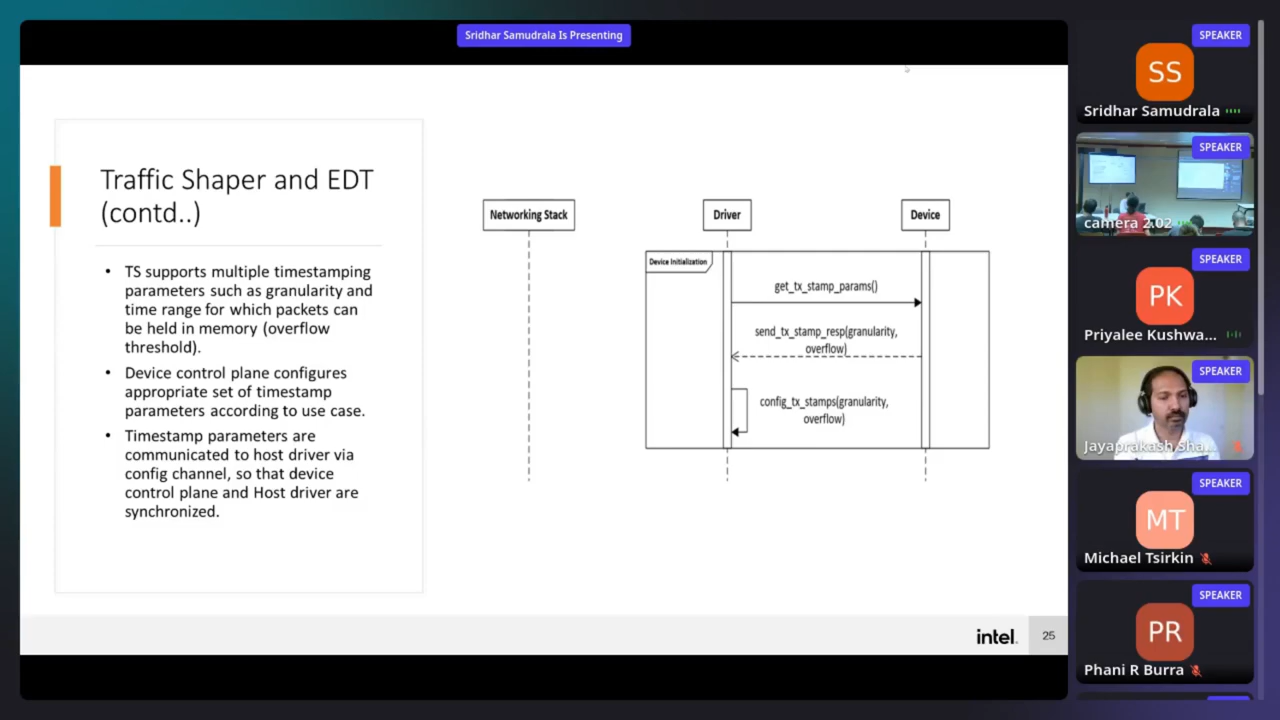 Sridhar Samudrala Is Presenting
Traffic Shaper and EDT
(contd..)
• TS supports multiple timestamping
parameters such as granularity and
time range for which packets can
be held in memory (overflow
threshold).
• Device control plane configures
appropriate set of timestamp
parameters according to use case.
• Timestamp parameters are
communicated to host driver via
config channel, so that device
control plane and Host driver are
synchronized.
Networking Stack
Driver
Device
Device Initialization
get_tx_stamp_params()
send_tx_stamp_resp(granularity,
overflow)
config_tx_stamps(granularity,
overflow)
intel.
25
SPEAKER
SS
Sridhar Samudrala
SPEAKER
camera 2.02
SPEAKER
PK
Priyalee Kushwa...
SPEAKER
Jayaprakash Sha...
SPEAKER
MT
Michael Tsirkin
SPEAKER
PR
Phani R Burra